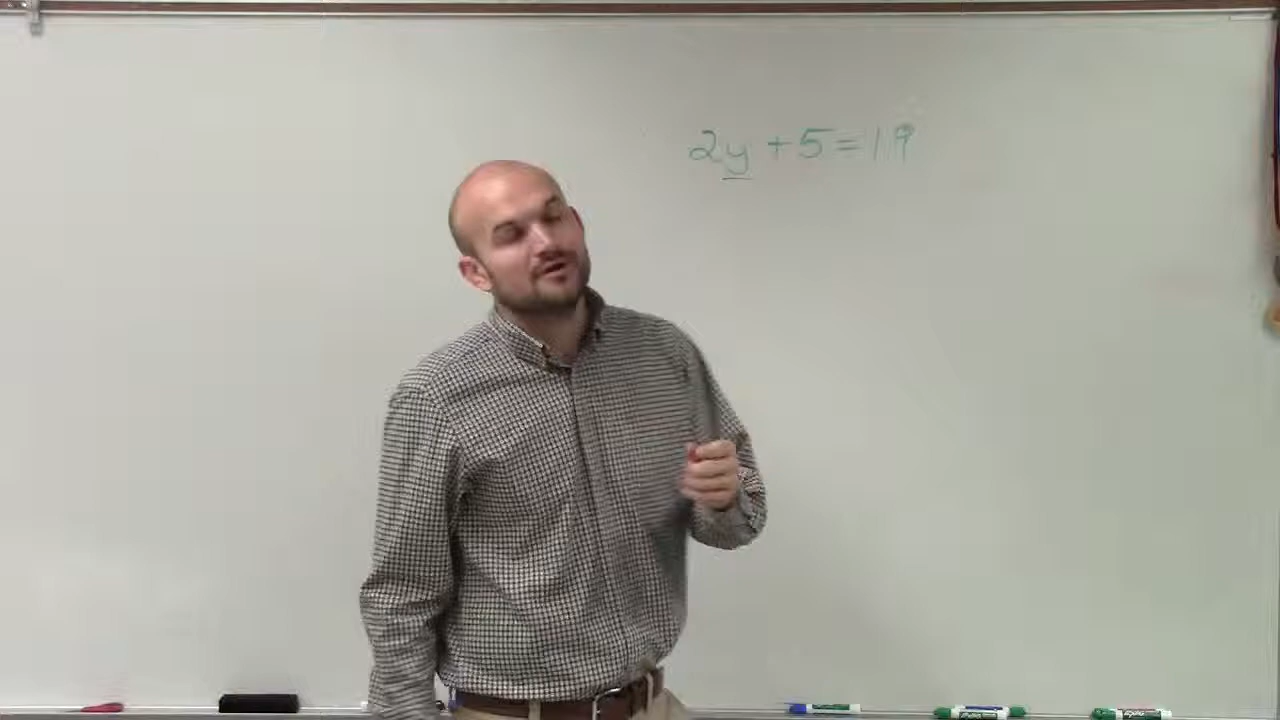 2y + 5 = 19